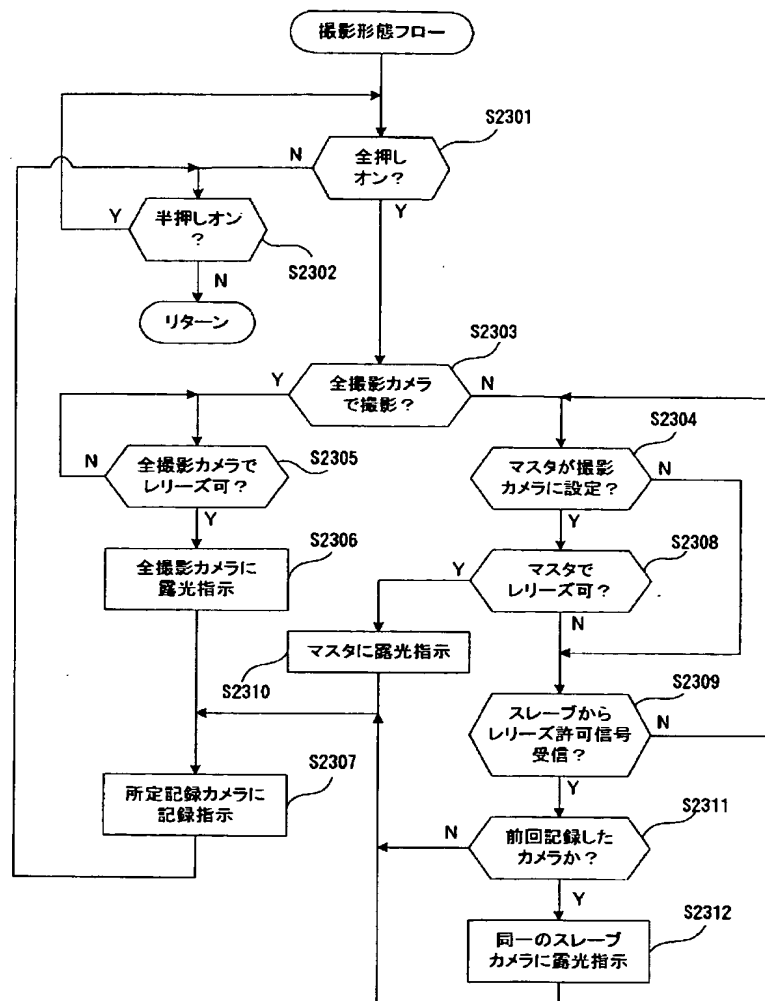 撮影形態フロー
S2301
全押し
オン？
N
Y
Y
半押しオン
？
S2302
N
リターン
S2303
全撮影カメラ
で撮影？
Y
N
S2304
マスタが撮影
カメラに設定？
N
Y
S2305
全撮影カメラで
レリーズ可？
N
Y
S2306
全撮影カメラに
露光指示
S2308
マスタで
レリーズ可？
Y
N
マスタに露光指示
S2310
S2309
スレーブから
レリーズ許可信号
受信？
N
Y
S2307
所定記録カメラに
記録指示
S2311
前回記録した
カメラか？
N
Y
S2312
同一のスレーブ
カメラに露光指示